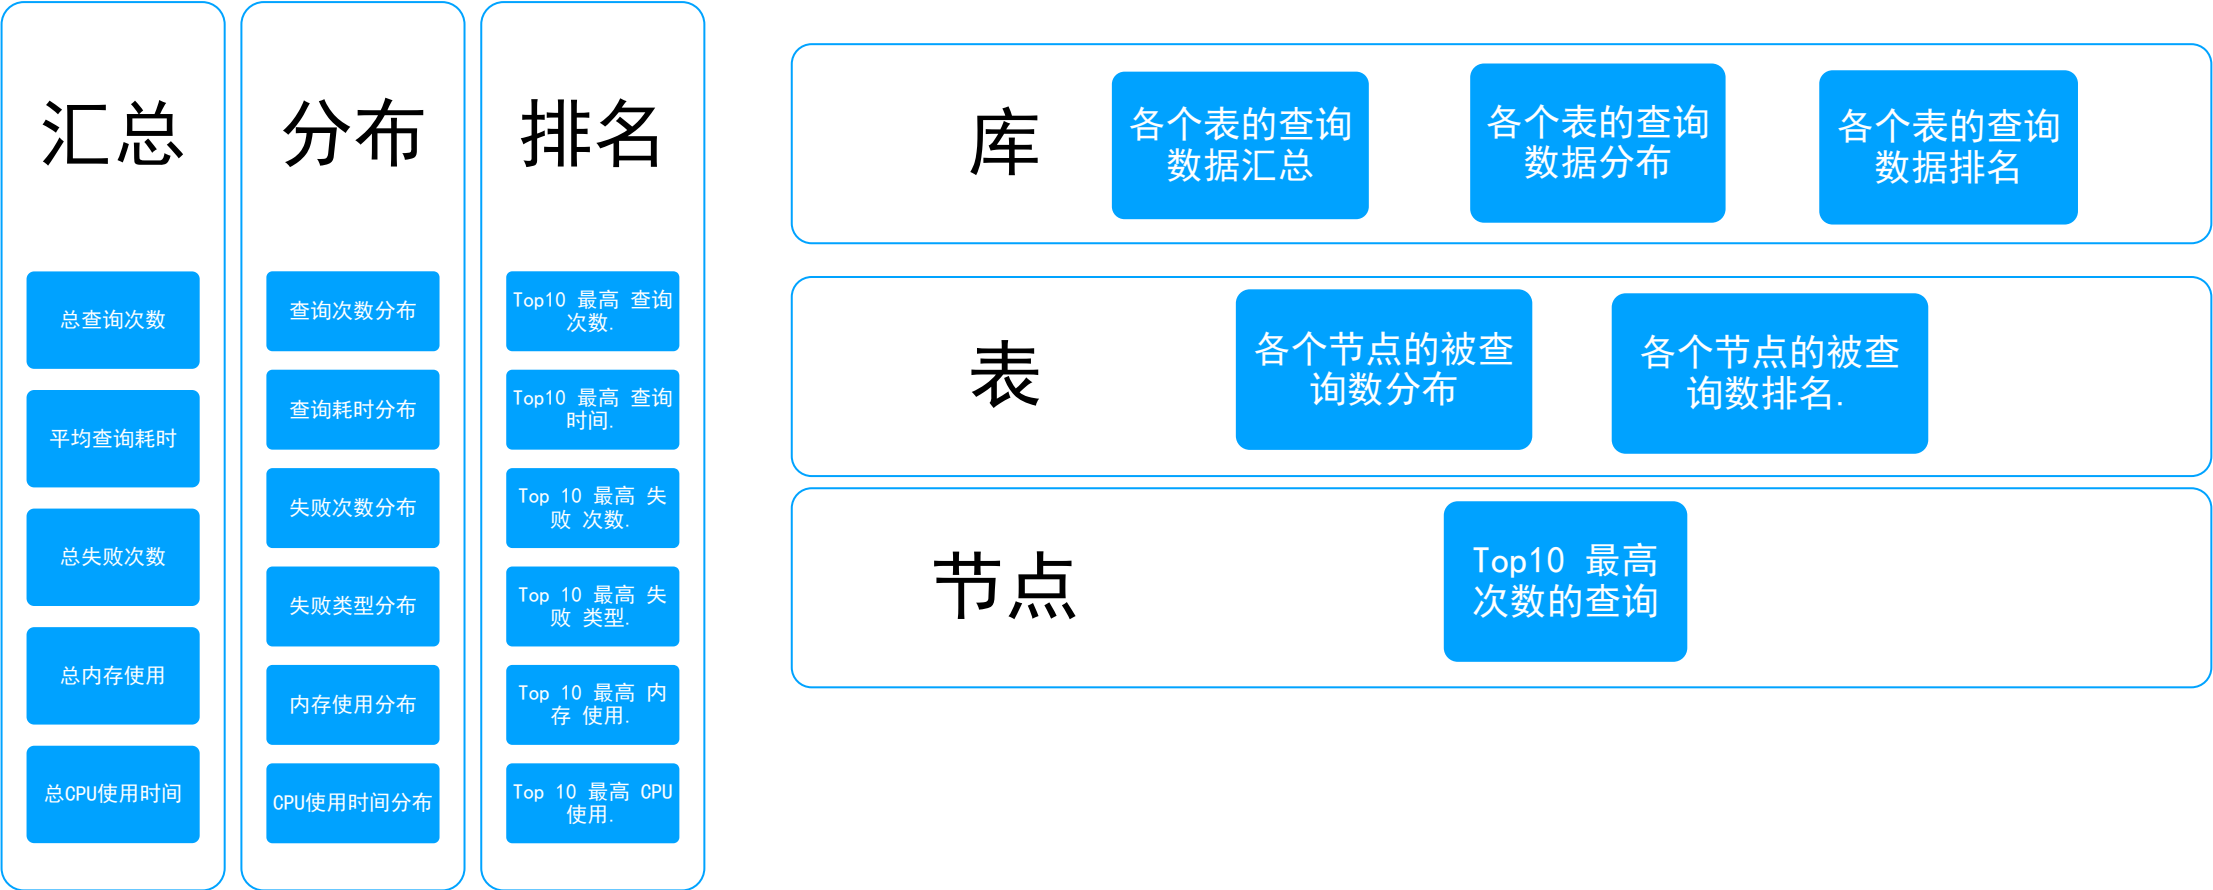 汇总
总查询次数
平均查询耗时
总失败次数
总内存使用
总CPU使用时间
分布
查询次数分布
查询耗时分布
失败次数分布
失败类型分布
内存使用分布
CPU使用时间分布
排名
Top10 最高 查询
次数.
Top10 最高 查询
时间.
Top 10 最高 失
败 次数.
Top 10 最高 失
败 类型.
Top 10 最高 内
存 使用.
Top 10 最高 CPU
使用.
库
各个表的查询
数据汇总
各个表的查询
数据分布
各个表的查询
数据排名
表
各个节点的被查
询数分布
各个节点的被查
询数排名.
节点
Top10 最高
次数的查询